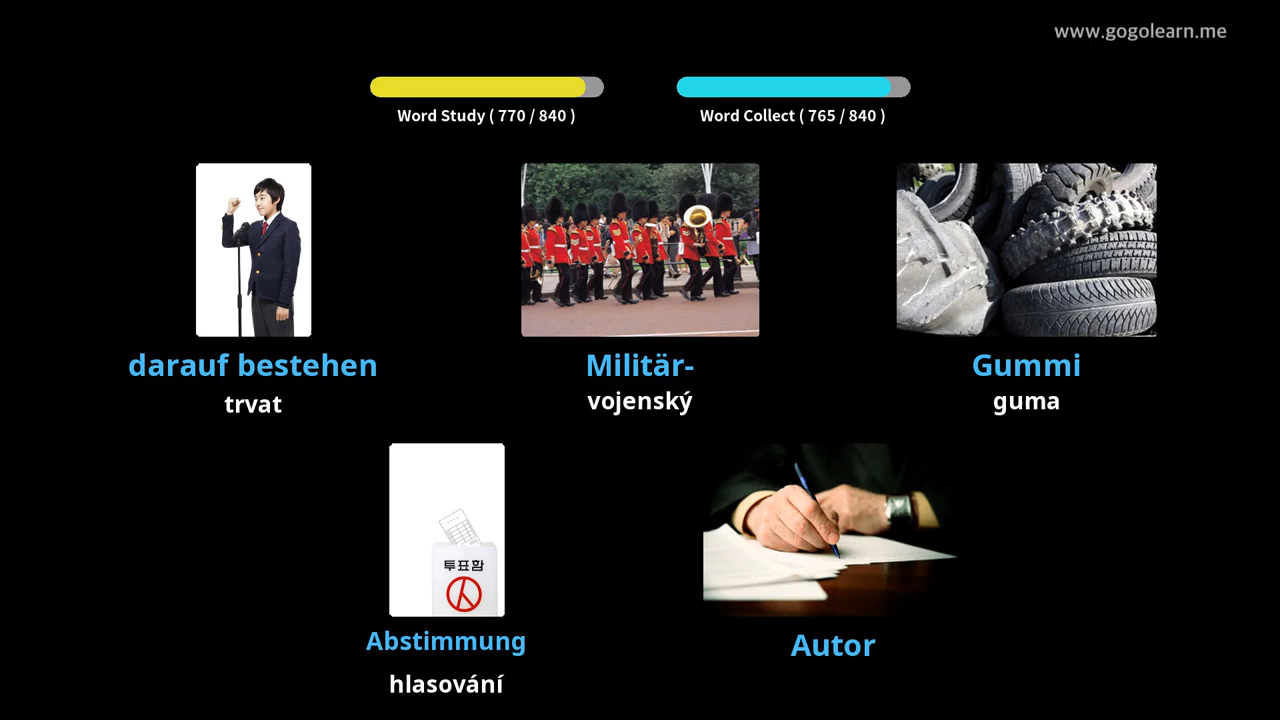 www.gogolearn.me
Word Study ( 770 / 840 )
Word Collect ( 765 / 840 )
darauf bestehen
trvat
Militär-
vojenský
Gummi
guma
투표함
Abstimmung
hlasování
Autor